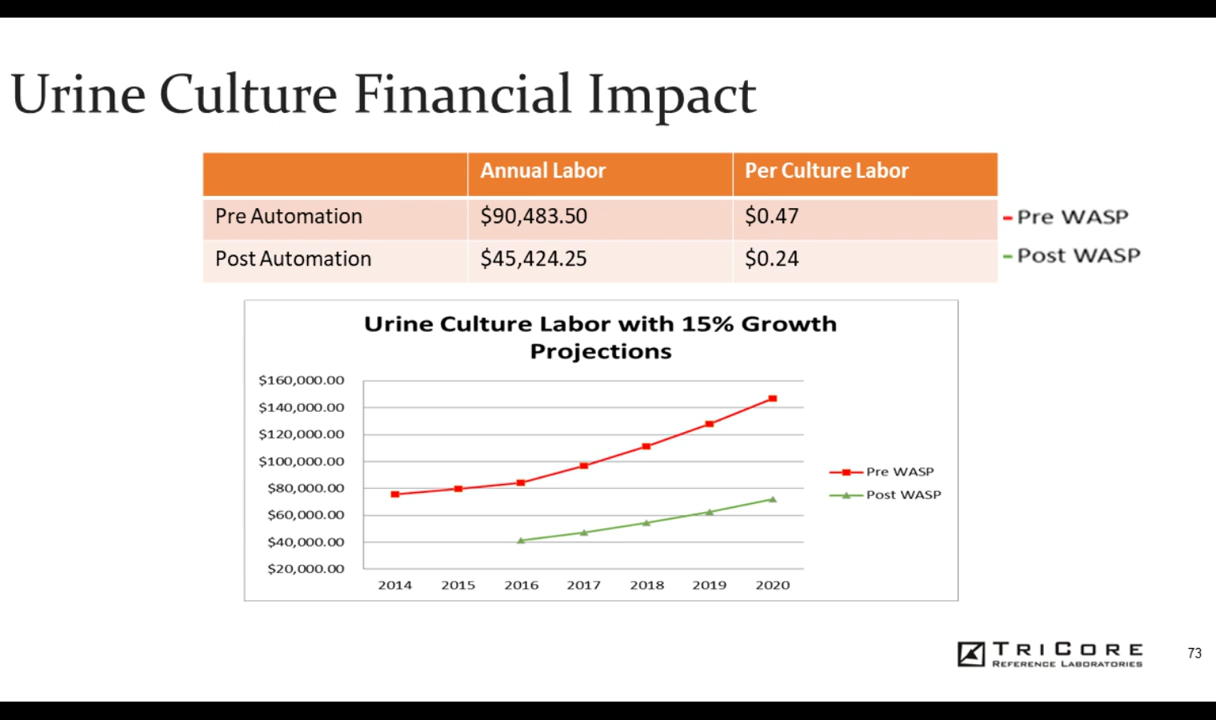 Urine Culture Financial Impact
Annual Labor Per Culture Labor
Pre Automation $90,483.50 $0.47
Post Automation $45,424.25 $0.24
Pre WASP
Post WASP
Urine Culture Labor with 15% Growth
Projections
$160,000.00
$140,000.00
$120,000.00
$100,000.00
$80,000.00
$60,000.00
$40,000.00
$20,000.00
2014 2015 2016 2017 2018 2019 2020
Pre WASP
Post WASP
TRICORE
REFERENCE LABORATORIES
73